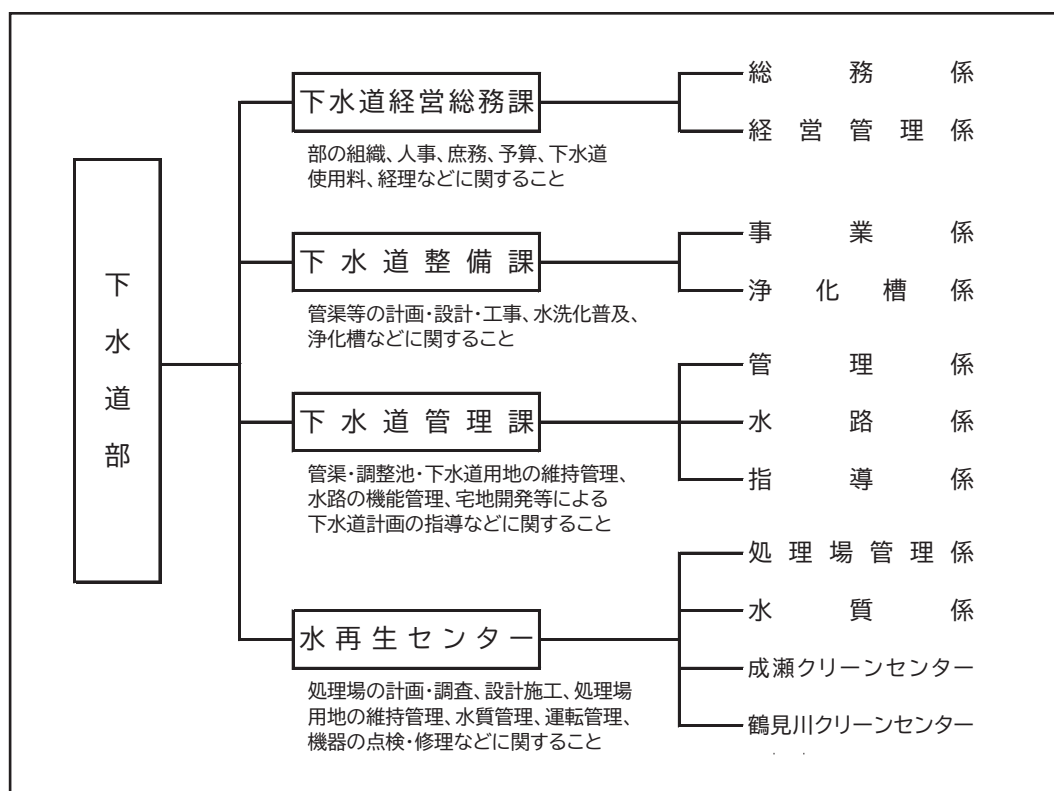 下水道部
下水道経営総務課
部の組織、人事、庶務、予算、下水道
使用料、経理などに関すること
総務係
経営管理係
下水道整備課
管渠等の計画・設計・工事、水洗化普及、
浄化槽などに関すること
事業係
浄化槽係
下水道管理課
管渠・調整池・下水道用地の維持管理、
水路の機能管理、宅地開発等による
下水道計画の指導などに関すること
管理係
水路係
指導係
水再生センター
処理場の計画・調査、設計施工、処理場
用地の維持管理、水質管理、運転管理、
機器の点検・修理などに関すること
処理場管理係
水質係
成瀬クリーンセンター
鶴見川クリーンセンター